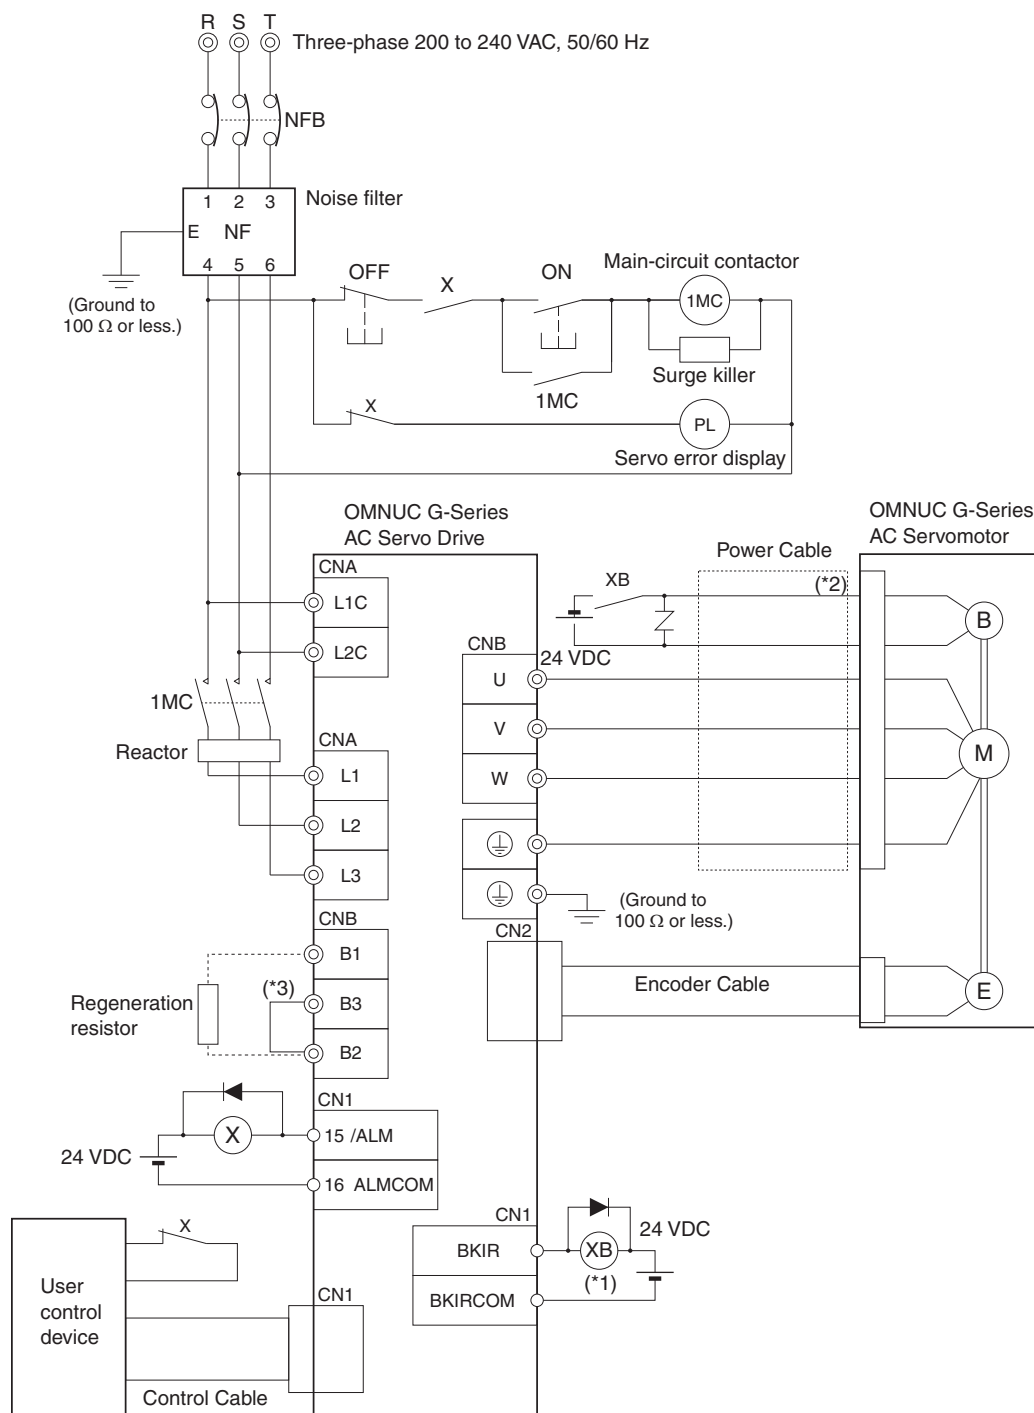 R S T
Three-phase 200 to 240 VAC, 50/60 Hz
NFB
1 2 3
Noise filter
E NF
4 5 6
(Ground to
100 Ω or less.)
OFF
X
ON
Main-circuit contactor
1MC
Surge killer
1MC
X
PL
Servo error display
OMNUC G-Series
AC Servo Drive
OMNUC G-Series
AC Servomotor
Power Cable
CNA
L1C
L2C
XB
(*2)
24 VDC
B
CNB
U
V
W
M
1MC
Reactor
CNA
L1
L2
L3
(Ground to
100 Ω or less.)
CNB
B1
B3
B2
(*3)
Regeneration
resistor
CN2
Encoder Cable
E
CN1
15 /ALM
16 ALMCOM
X
24 VDC
CN1
BKIR
BKIRCOM
XB
(*1)
24 VDC
X
User
control
device
CN1
Control Cable